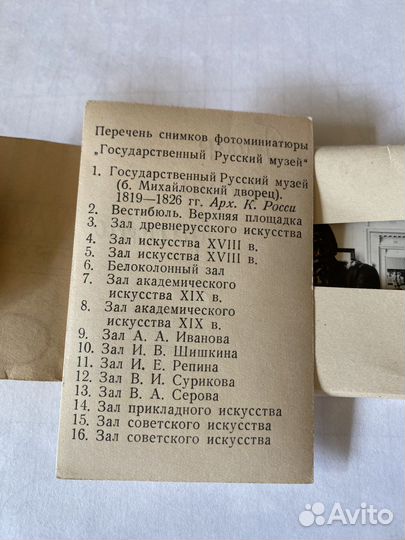 Перечень снимков фотоминиатюры
„Государственный Русский музей“
1. Государственный Русский музей
(б. Михайловский дворец).
1819—1826 гг. Арх. К. Росси
2. Вестибюль. Верхняя площадка
3. Зал древнерусского искусства
4. Зал искусства XVIII в.
5. Зал искусства XVIII в.
6. Белоколонный зал
7. Зал академического
искусства XIX в.
8. Зал академического
искусства XIX в.
9. Зал А. А. Иванова
10. Зал И. В. Шишкина
11. Зал И. Е. Репина
12. Зал В. И. Сурикова
13. Зал В. А. Серова
14. Зал прикладного искусства
15. Зал советского искусства
16. Зал советского искусства
Avito